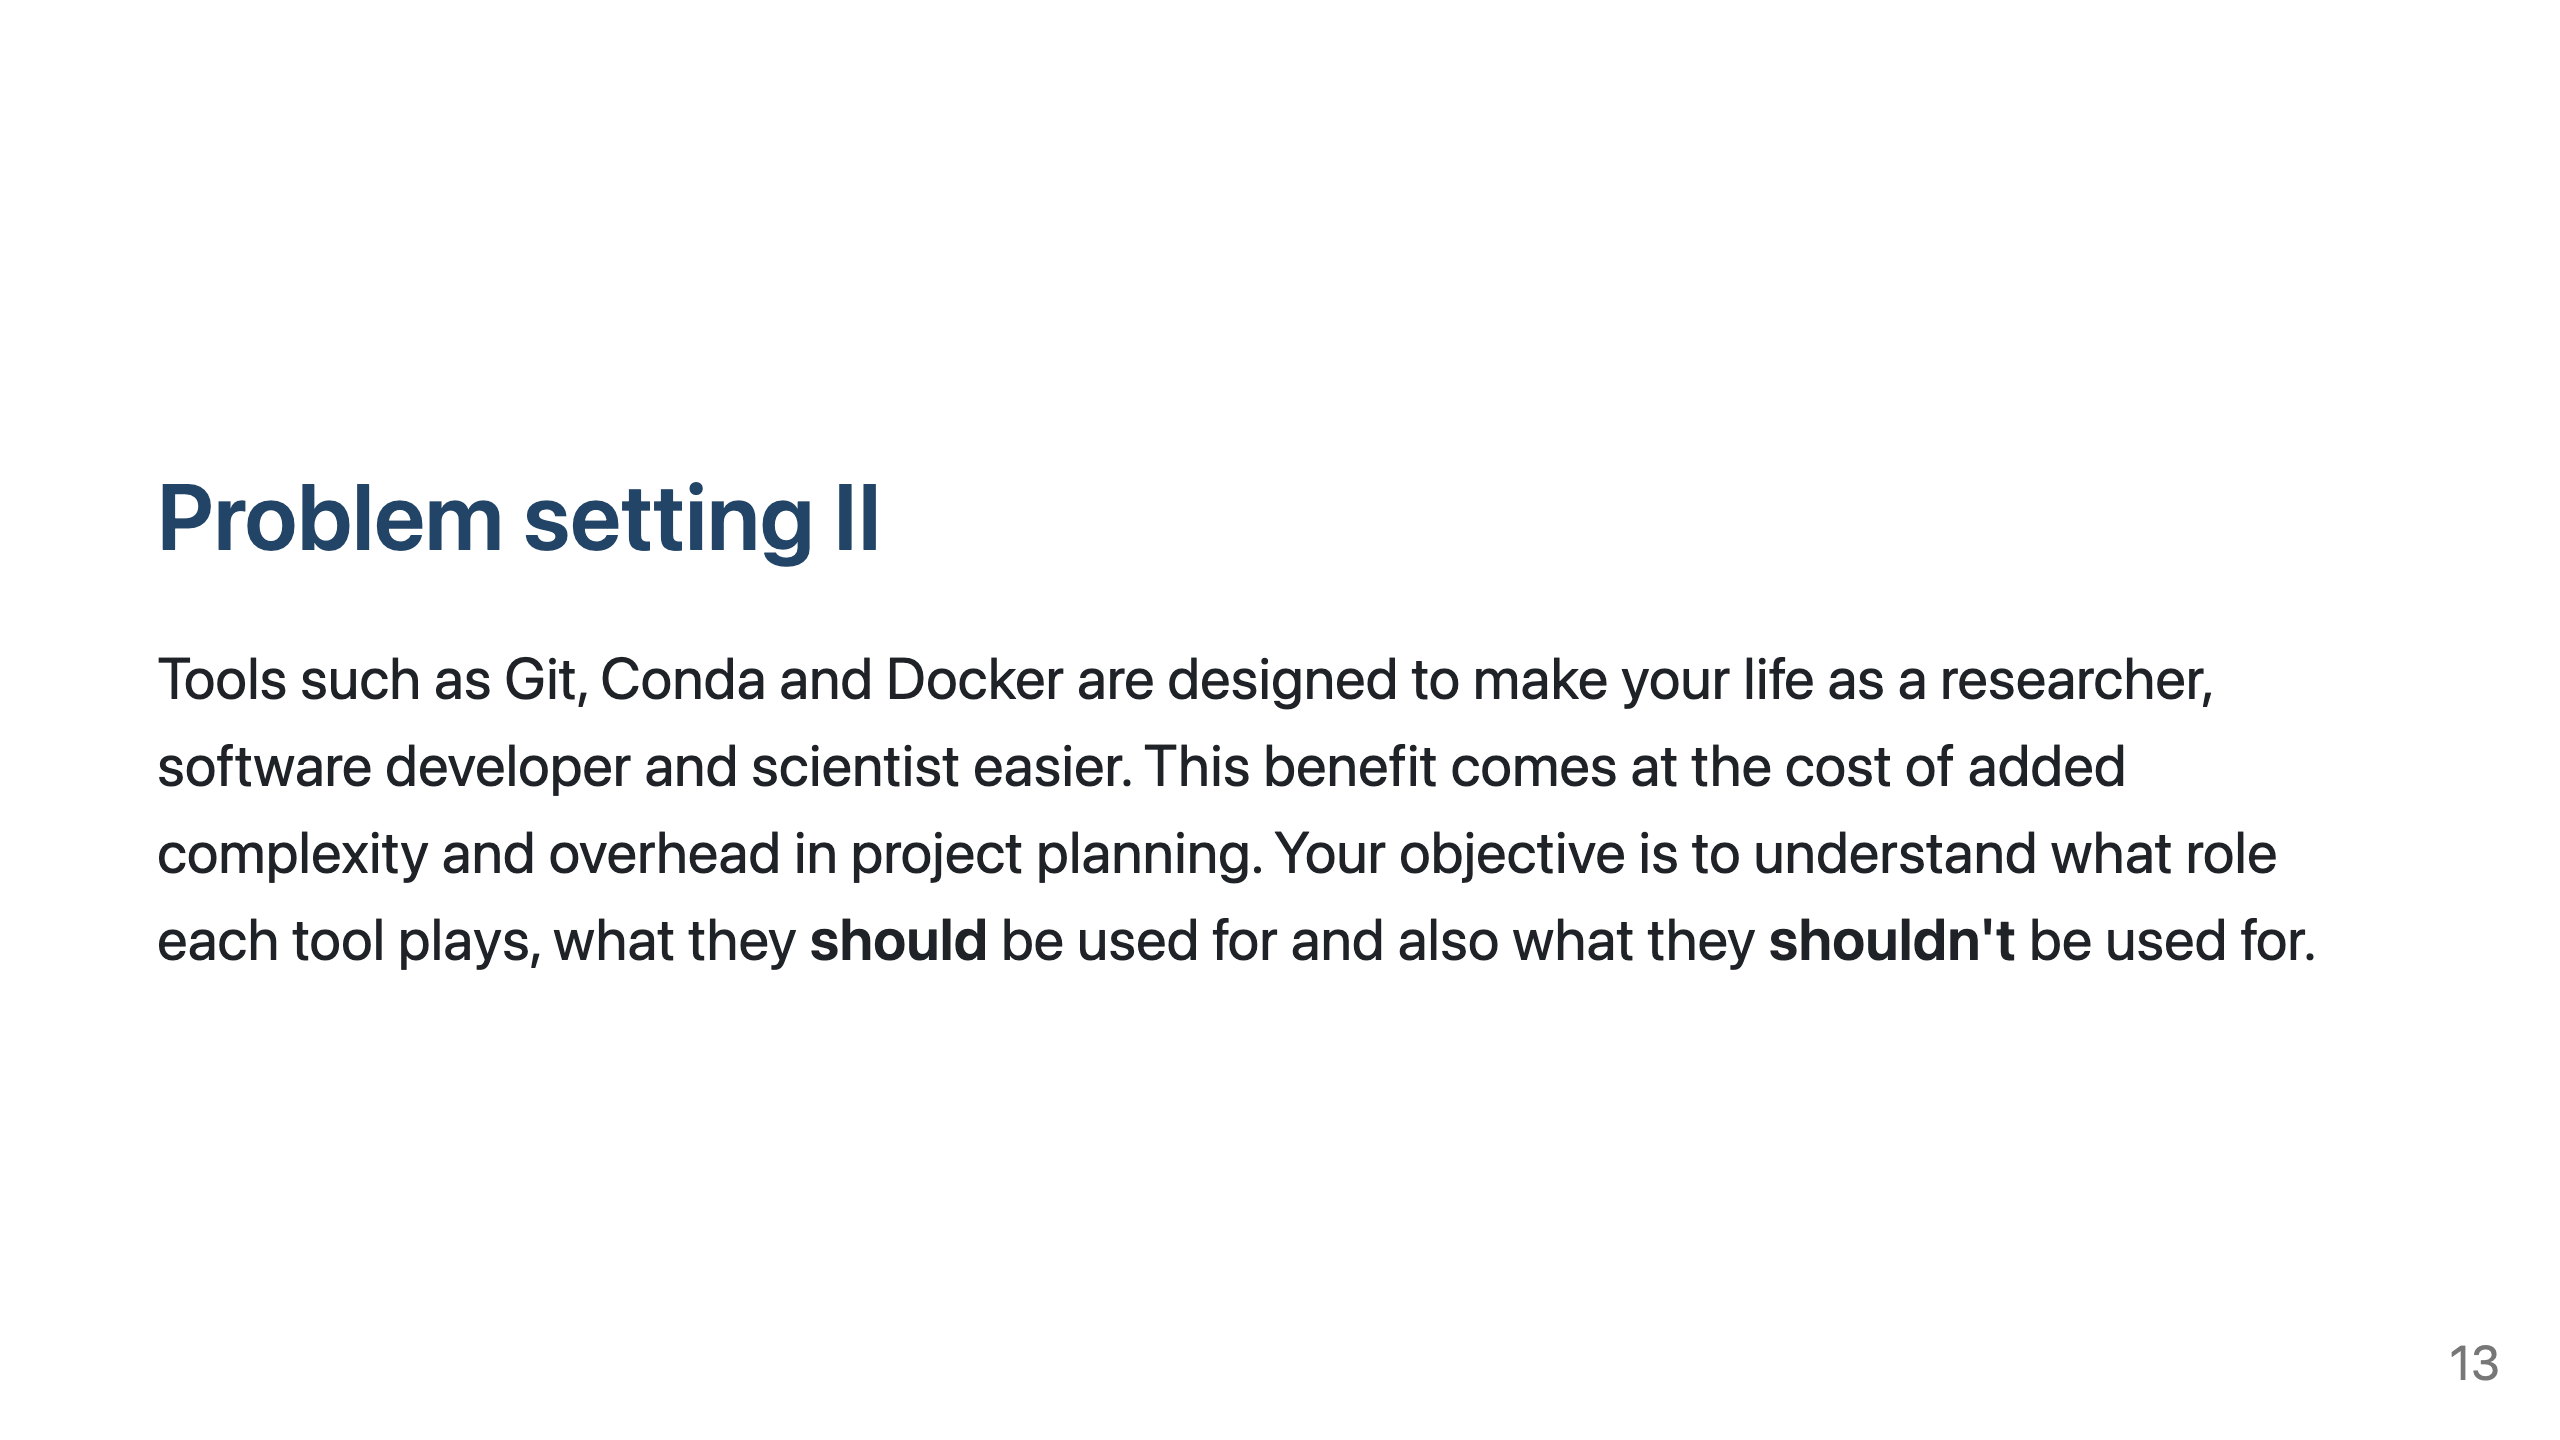 Problem setting II
Tools such as Git, Conda and Docker are designed to make your life as a researcher,
software developer and scientist easier. This benefit comes at the cost of added
complexity and overhead in project planning. Your objective is to understand what role
each tool plays, what they should be used for and also what they shouldn't be used for.
13